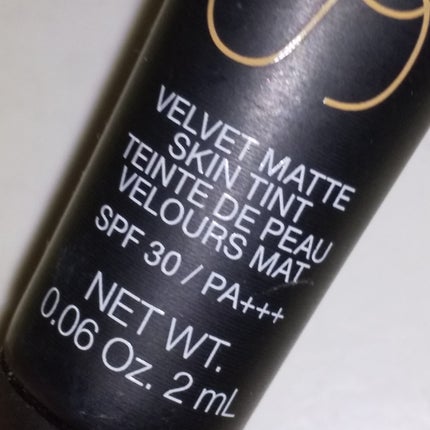 VELVET MATTE
SKIN TINT
TEINTE DE PEAU
VELOURS MAT
SPF 30 / PA+++
NET WT.
0.06 Oz. 2 mL